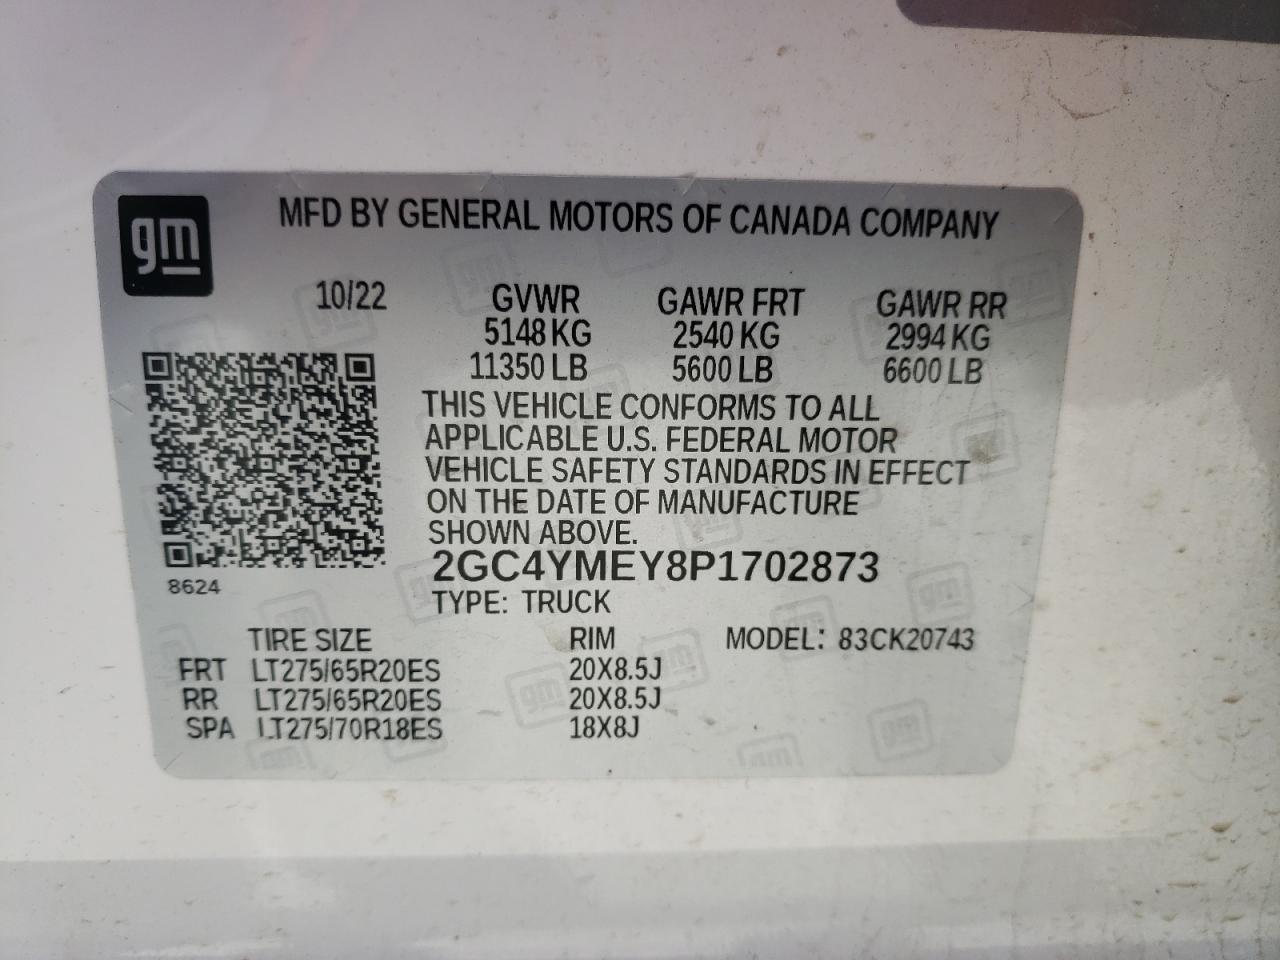 gm
MFD BY GENERAL MOTORS OF CANADA COMPANY
10/22 GVWR GAWR FRT GAWR RR
5148 KG 2540 KG 2994 KG
11350 LB 5600 LB 6600 LB
THIS VEHICLE CONFORMS TO ALL
APPLICABLE U.S. FEDERAL MOTOR
VEHICLE SAFETY STANDARDS IN EFFECT
ON THE DATE OF MANUFACTURE
SHOWN ABOVE.
2GC4YMEY8P1702873
8624
TYPE: TRUCK
TIRE SIZE RIM MODEL: 83CK20743
FRT LT275/65R20ES 20X8.5J
RR LT275/65R20ES 20X8.5J
SPA LT275/70R18ES 18X8J